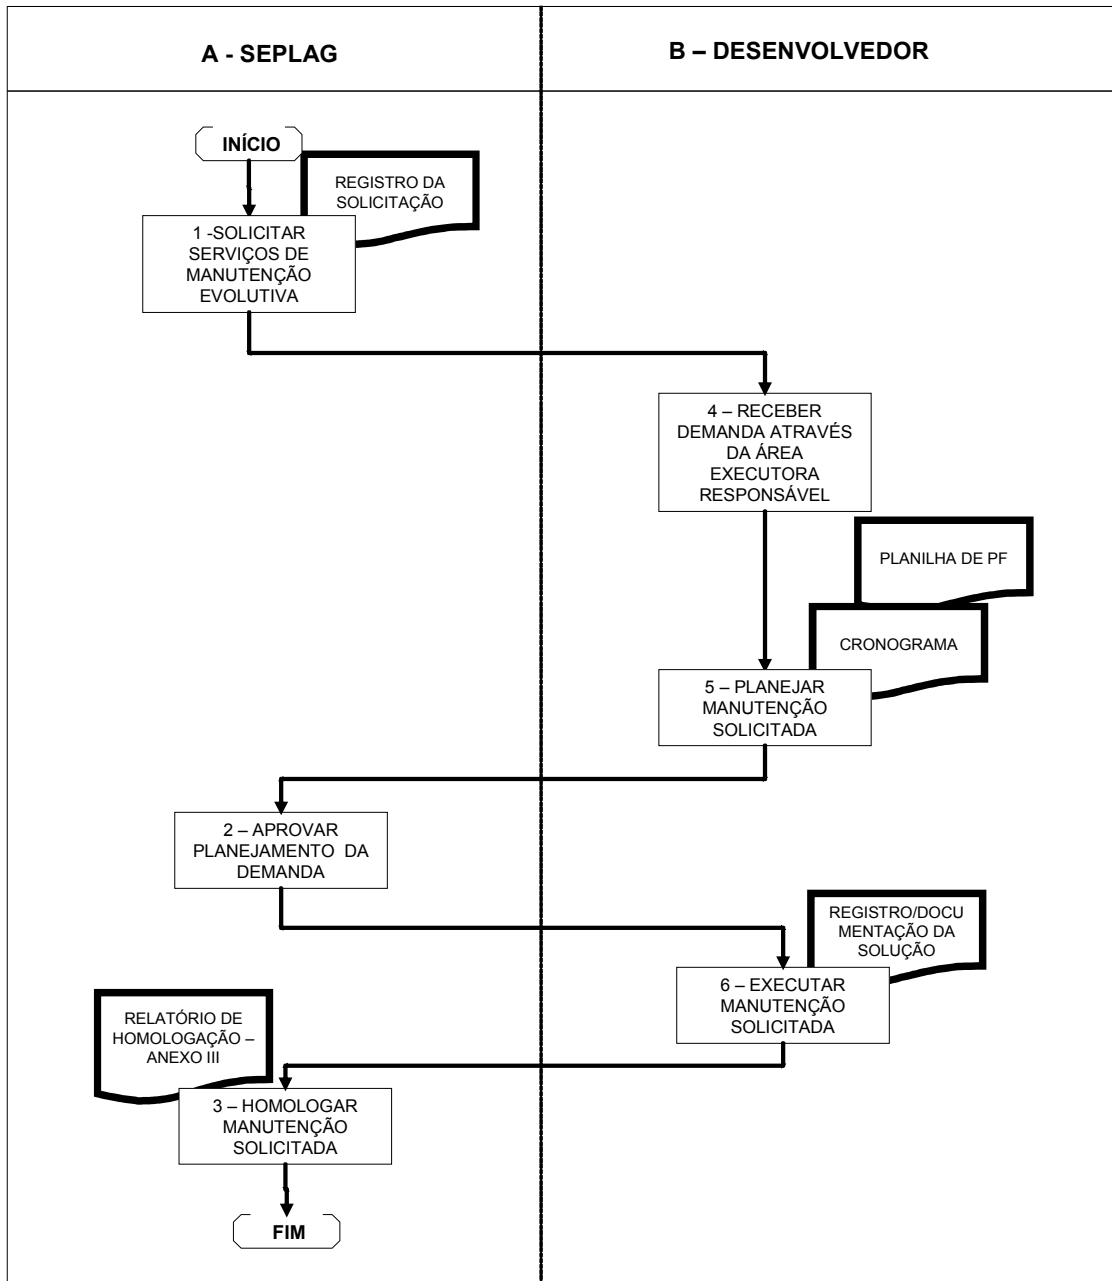 A - SEPLAG
B – DESENVOLVEDOR
INÍCIO
REGISTRO DA
SOLICITAÇÃO
1 -SOLICITAR
SERVIÇOS DE
MANUTENÇÃO
EVOLUTIVA
4 – RECEBER
DEMANDA ATRAVÉS
DA ÁREA
EXECUTORA
RESPONSÁVEL
PLANILHA DE PF
CRONOGRAMA
5 – PLANEJAR
MANUTENÇÃO
SOLICITADA
2 – APROVAR
PLANEJAMENTO DA
DEMANDA
REGISTRO/DOCU
MENTAÇÃO DA
SOLUÇÃO
6 – EXECUTAR
MANUTENÇÃO
SOLICITADA
RELATÓRIO DE
HOMOLOGAÇÃO –
ANEXO III
3 – HOMOLOGAR
MANUTENÇÃO
SOLICITADA
FIM